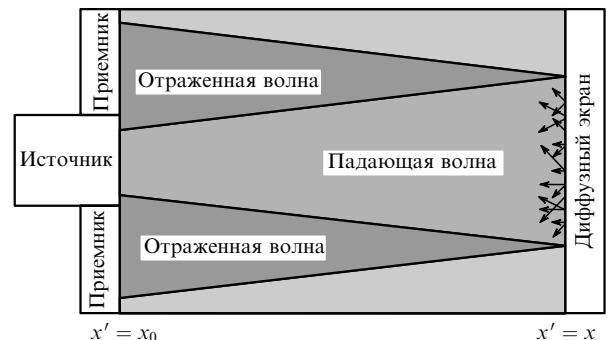 Приемник
Отраженная волна
Источник
Падающая волна
Диффузный экран
Приемник
Отраженная волна
x′ = x₀
x′ = x